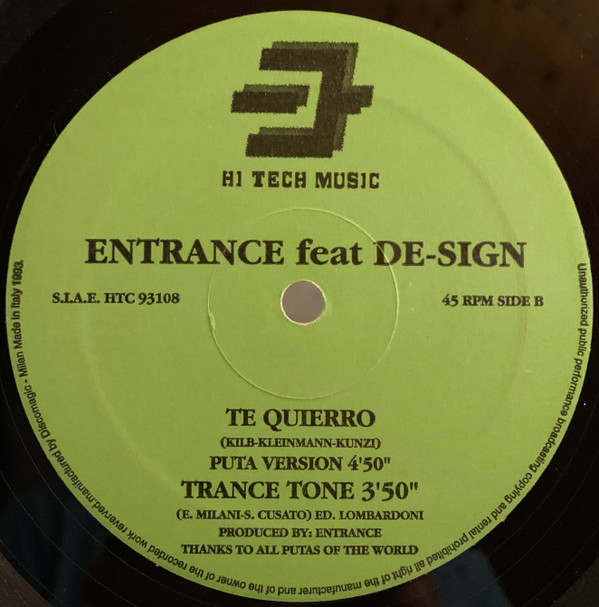 HI TECH MUSIC
ENTRANCE feat DE-SIGN
S.I.A.E. HTC 93108
45 RPM SIDE B
TE QUIERRO
(KILB-KLEINMANN-KUNZI)
PUTA VERSION 4'50"
TRANCE TONE 3'50"
(E. MILANI-S. CUSATO) ED. LOMBARDONI
PRODUCED BY: ENTRANCE
THANKS TO ALL PUTAS OF THE WORLD
Unauthorized public performance broadcasting copying and rental prohibited all right of the manufacturer and of the owner of the recorded work reverved.manifactured by Discomagic - Milan Made in Italy 1993.